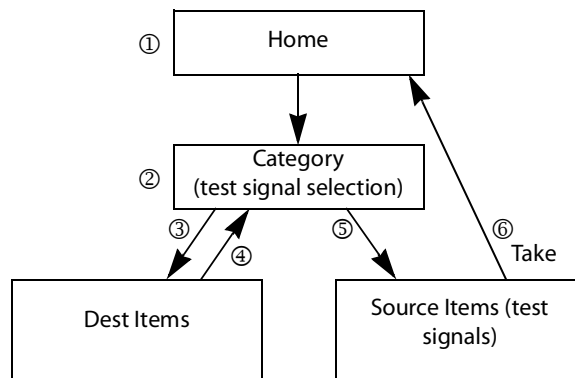 ① Home
② Category
(test signal selection)
③ ④ ⑤ ⑥
Take
Dest Items
Source Items (test
signals)